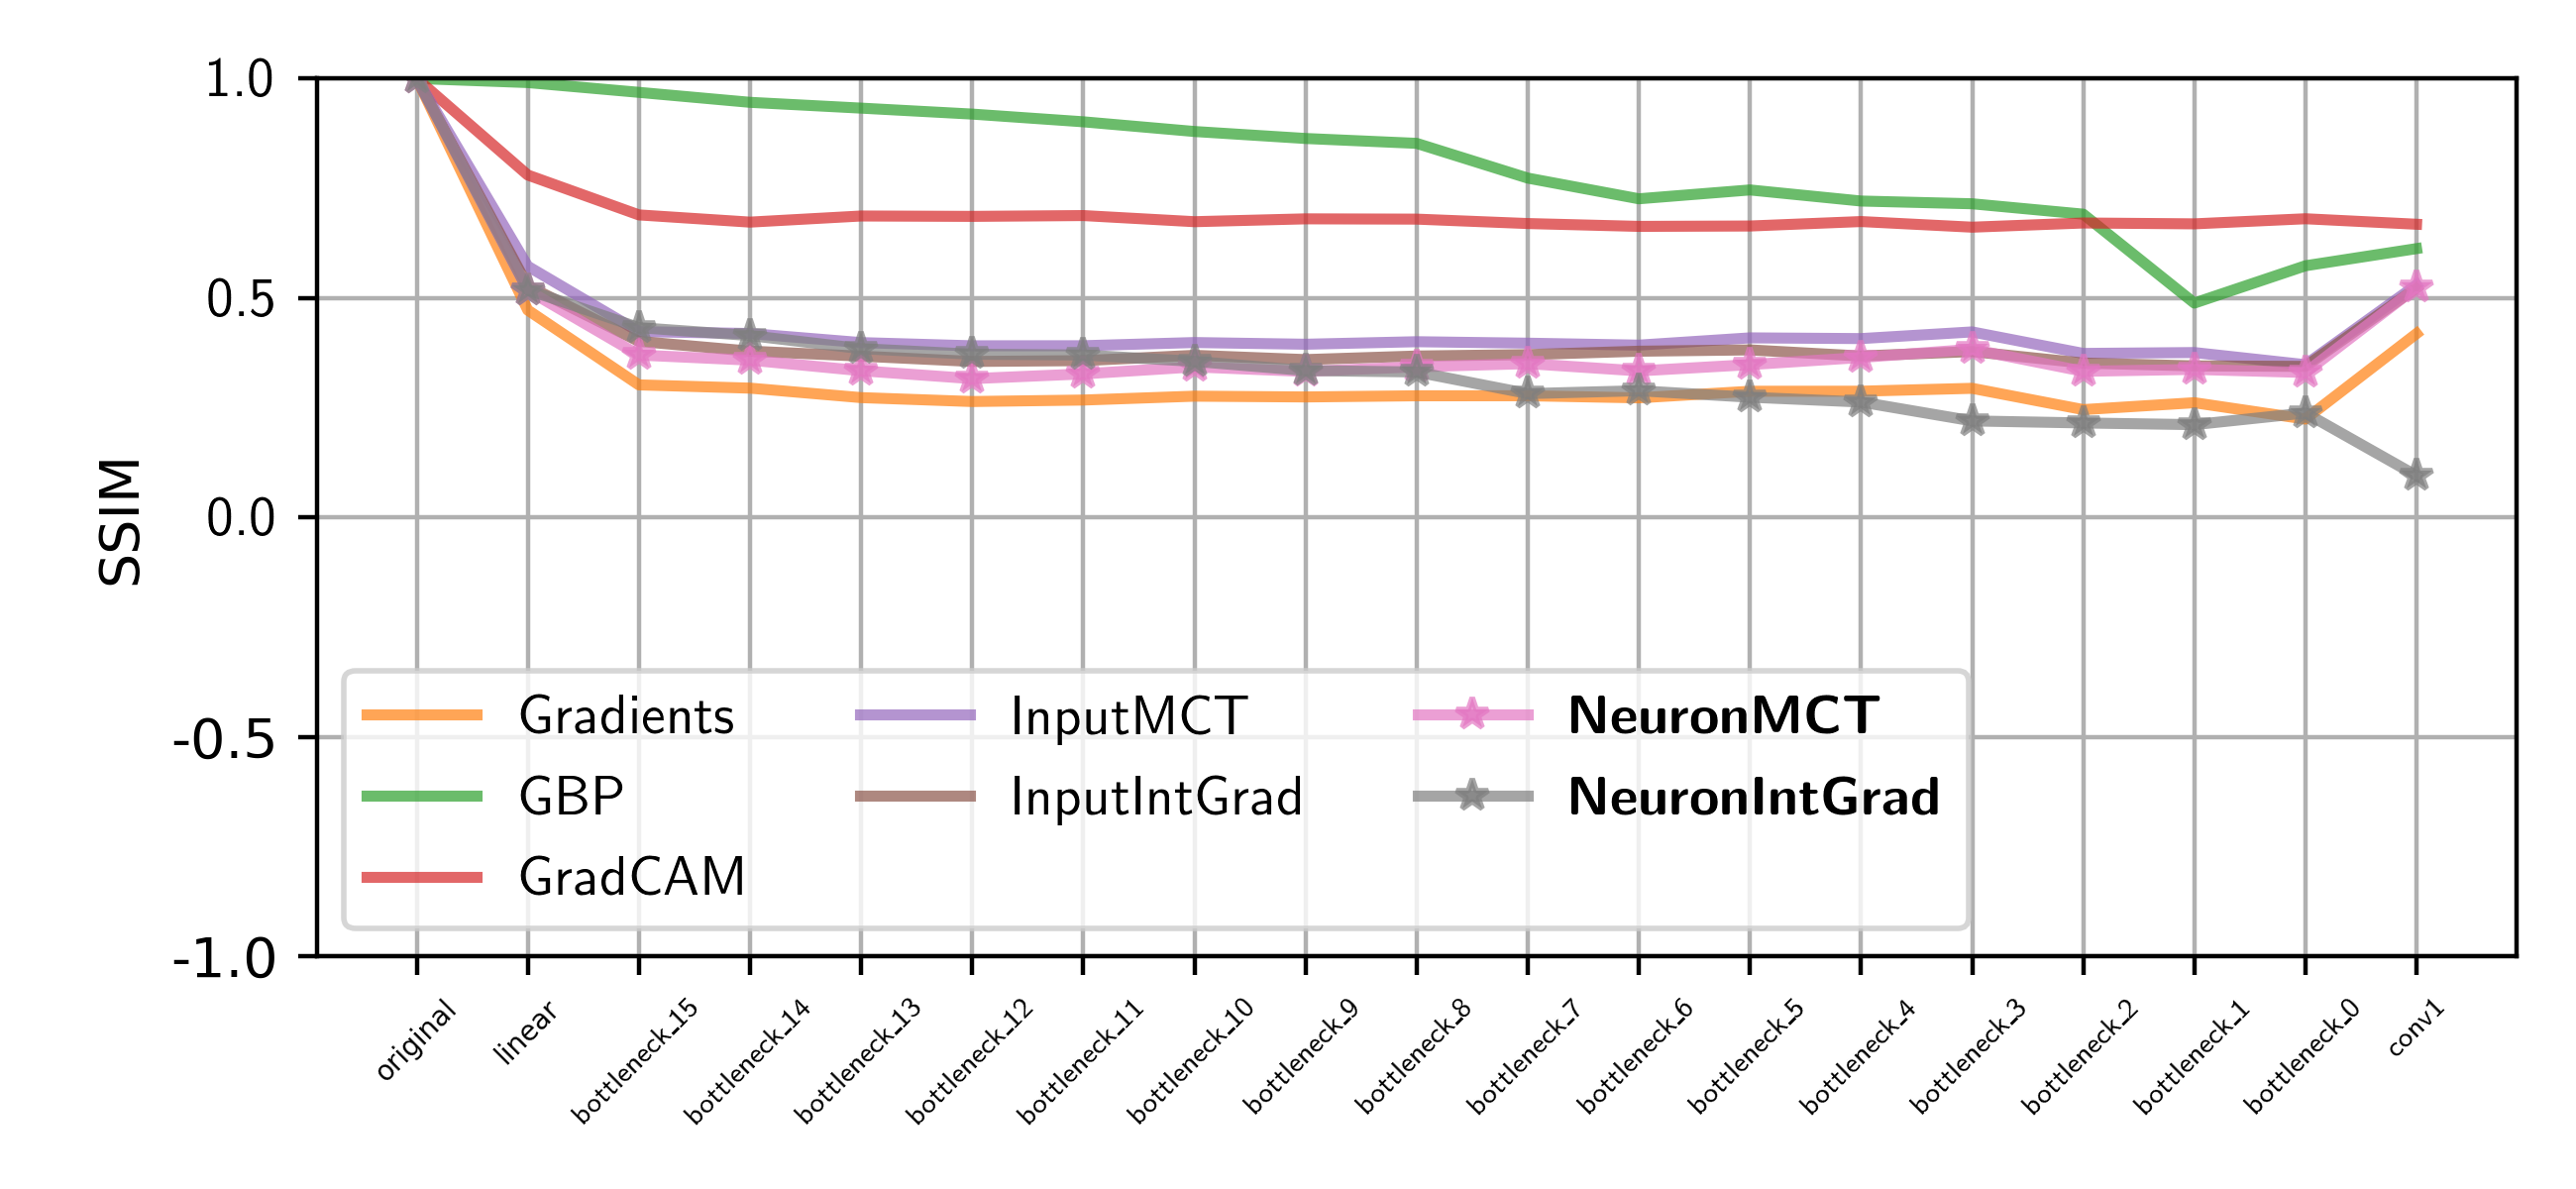 1.0
0.5
0.0
-0.5
-1.0
SSIM
Gradients
GBP
GradCAM
InputMCT
InputIntGrad
NeuronMCT
NeuronIntGrad
original
linear
bottleneck_15
bottleneck_14
bottleneck_13
bottleneck_12
bottleneck_11
bottleneck_10
bottleneck_9
bottleneck_8
bottleneck_7
bottleneck_6
bottleneck_5
bottleneck_4
bottleneck_3
bottleneck_2
bottleneck_1
bottleneck_0
conv1